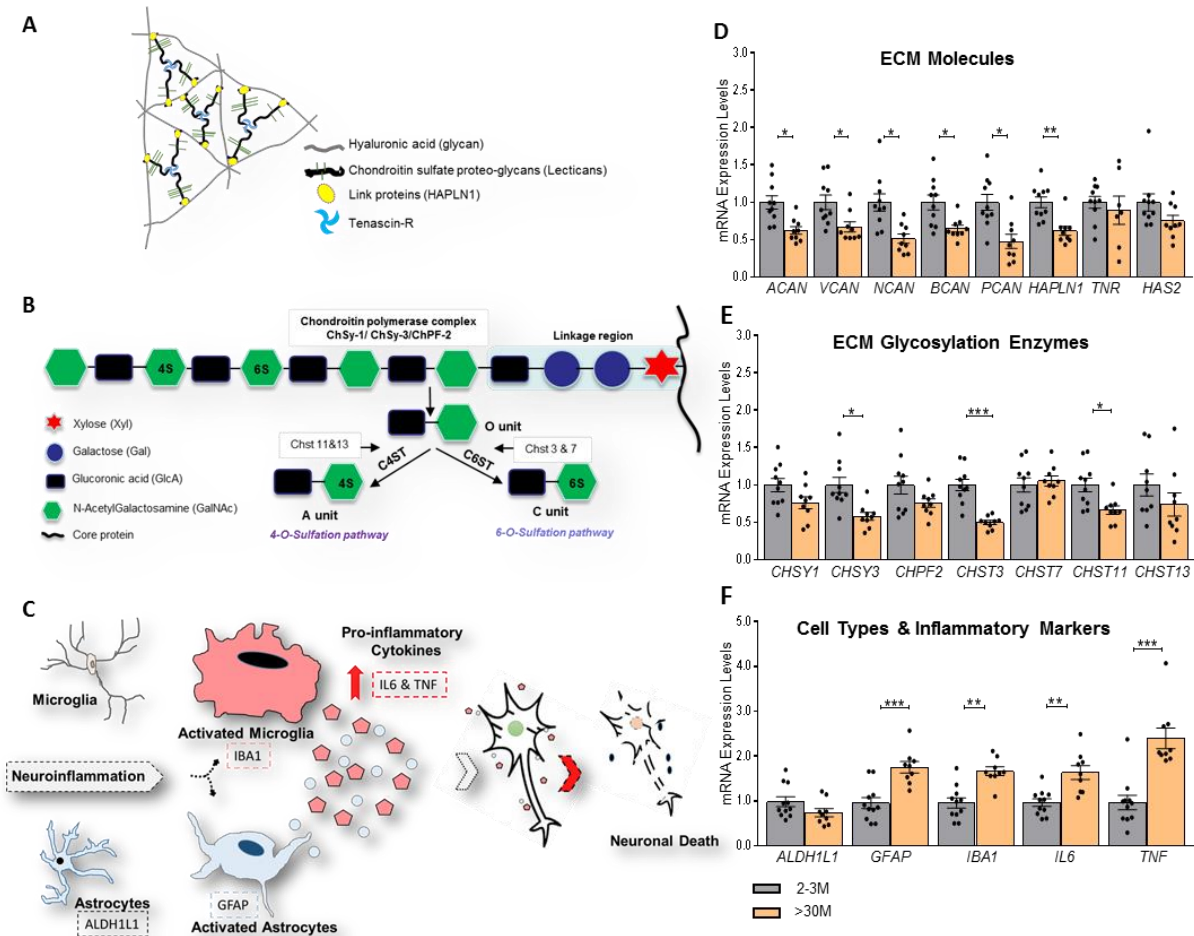 A
Hyaluronic acid (glycan)
Chondroitin sulfate proteo-glycans (Lecticans)
Link proteins (HAPLN1)
Tenascin-R
B
Chondroitin polymerase complex
ChSy-1/ ChSy-3/ChPF-2
Linkage region
4S
6S
Xylose (Xyl)
Galactose (Gal)
Glucoronic acid (GlcA)
N-AcetylGalactosamine (GalNAc)
Core protein
O unit
Chst 11&13
Chst 3 & 7
C4ST
C6ST
4S
6S
A unit
C unit
4-O-Sulfation pathway
6-O-Sulfation pathway
C
Microglia
Activated Microglia
IBA1
Pro-inflammatory
Cytokines
IL6 & TNF
Neuroinflammation
Neuronal Death
Astrocytes
ALDH1L1
GFAP
Activated Astrocytes
D
ECM Molecules
mRNA Expression Levels
3.0
2.5
2.0
1.5
1.0
0.5
0.0
* * * * * **
ACAN VCAN NCAN BCAN PCAN HAPLN1 TNR HAS2
E
ECM Glycosylation Enzymes
mRNA Expression Levels
3.0
2.5
2.0
1.5
1.0
0.5
0.0
* *** *
CHSY1 CHSY3 CHPF2 CHST3 CHST7 CHST11 CHST13
F
Cell Types & Inflammatory Markers
mRNA Expression Levels
5.0
4.0
3.0
2.0
1.0
0.0
*** ** ** ***
ALDH1L1 GFAP IBA1 IL6 TNF
2-3M
>30M